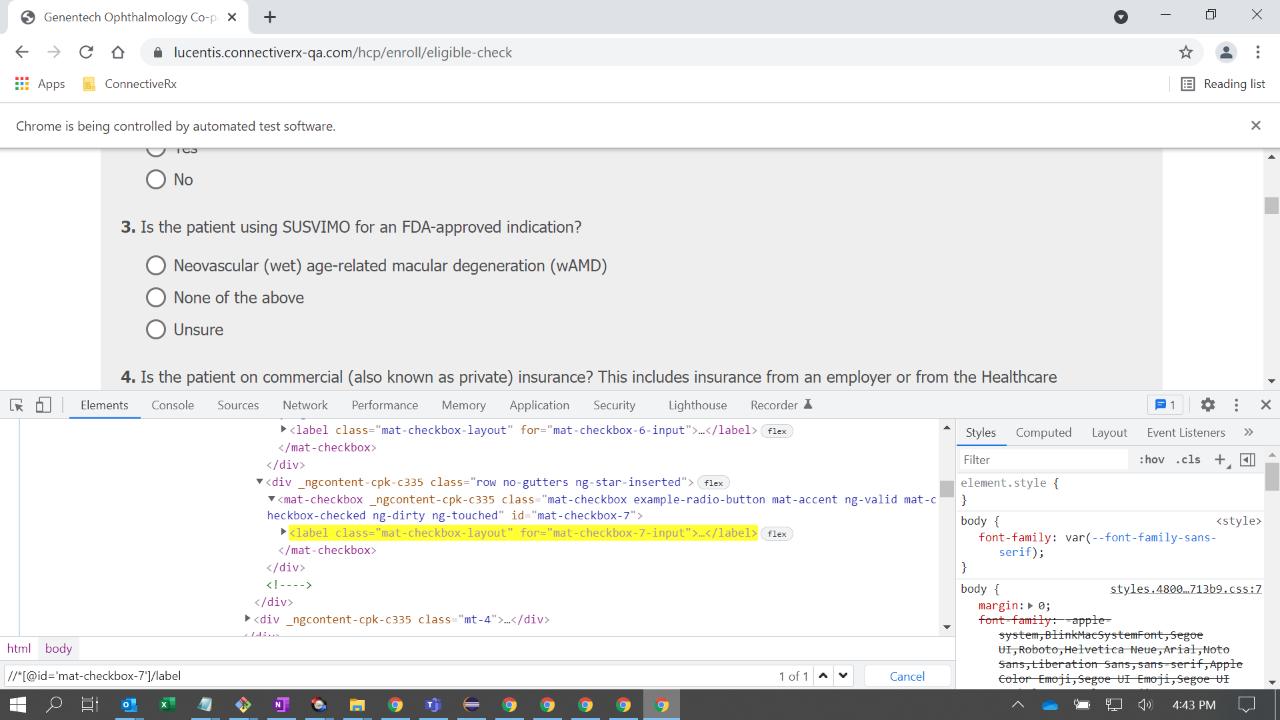 Genentech Ophthalmology Co-p
lucentis.connectiverx-qa.com/hcp/enroll/eligible-check
Apps ConnectiveRx Reading list
Chrome is being controlled by automated test software.
Yes
No
3. Is the patient using SUSVIMO for an FDA-approved indication?
Neovascular (wet) age-related macular degeneration (wAMD)
None of the above
Unsure
4. Is the patient on commercial (also known as private) insurance? This includes insurance from an employer or from the Healthcare
Elements Console Sources Network Performance Memory Application Security Lighthouse Recorder 1
<label class="mat-checkbox-layout" for="mat-checkbox-6-input">…</label> flex
</mat-checkbox>
</div>
<div _ngcontent-cpk-c335 class="row no-gutters ng-star-inserted"> flex
<mat-checkbox _ngcontent-cpk-c335 class="mat-checkbox example-radio-button mat-accent ng-valid mat-c
heckbox-checked ng-dirty ng-touched" id="mat-checkbox-7">
<label class="mat-checkbox-layout" for="mat-checkbox-7-input">…</label> flex
</mat-checkbox>
</div>
<!---->
</div>
<div _ngcontent-cpk-c335 class="mt-4">…</div>
</div>
html body
//*[@id='mat-checkbox-7']/label 1 of 1 Cancel
Styles Computed Layout Event Listeners »
Filter :hov .cls +
element.style {
}
body { <style>
font-family: var(--font-family-sans-
serif);
}
body { styles.4800…713b9.css:7
margin: 0;
font-family: -apple-
system,BlinkMacSystemFont,Segoe
UI,Roboto,Helvetica Neue,Arial,Noto
Sans,Liberation Sans,sans-serif,Apple
Color Emoji,Segoe UI Emoji,Segoe UI
4:43 PM